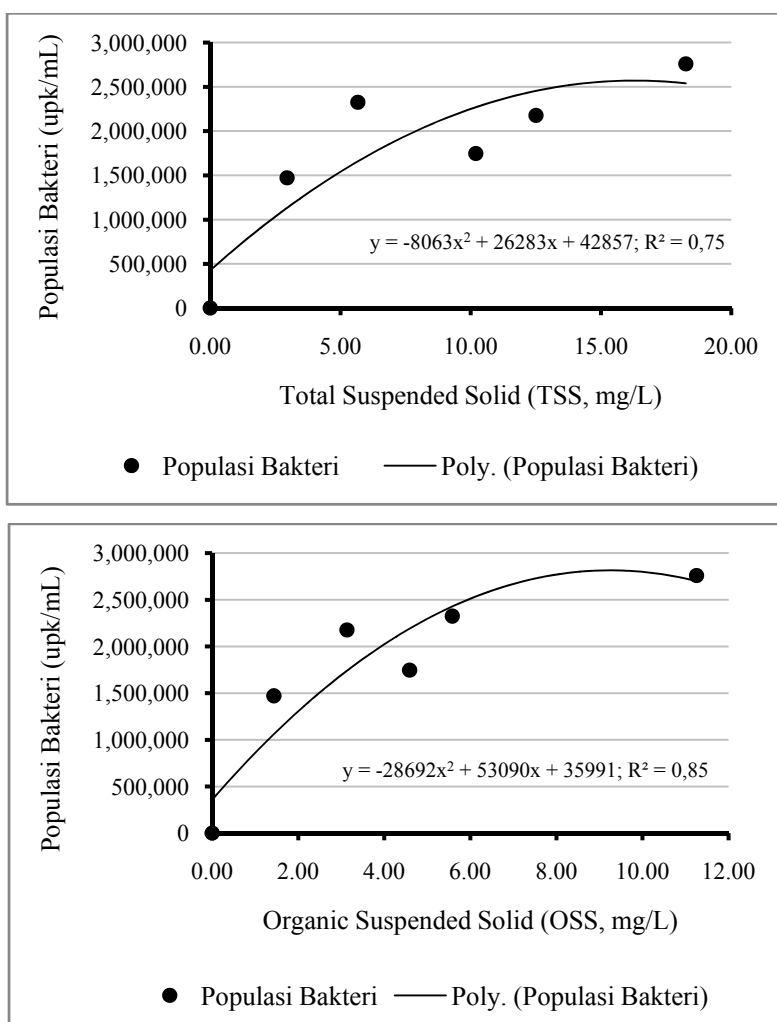 3,000,000
2,500,000
2,000,000
1,500,000
1,000,000
500,000
0
Populasi Bakteri (upk/mL)
y = -8063x² + 26283x + 42857; R² = 0,75
0.00 5.00 10.00 15.00 20.00
Total Suspended Solid (TSS, mg/L)
Populasi Bakteri Poly. (Populasi Bakteri)
3,000,000
2,500,000
2,000,000
1,500,000
1,000,000
500,000
0
Populasi Bakteri (upk/mL)
y = -28692x² + 53090x + 35991; R² = 0,85
0.00 2.00 4.00 6.00 8.00 10.00 12.00
Organic Suspended Solid (OSS, mg/L)
Populasi Bakteri Poly. (Populasi Bakteri)